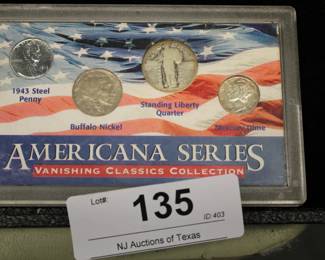 1943 Steel
Penny
Buffalo Nickel
Standing Liberty
Quarter
Mercury Dime
AMERICANA SERIES
VANISHING CLASSICS COLLECTION
Lot#:
135
ID:403
NJ Auctions of Texas